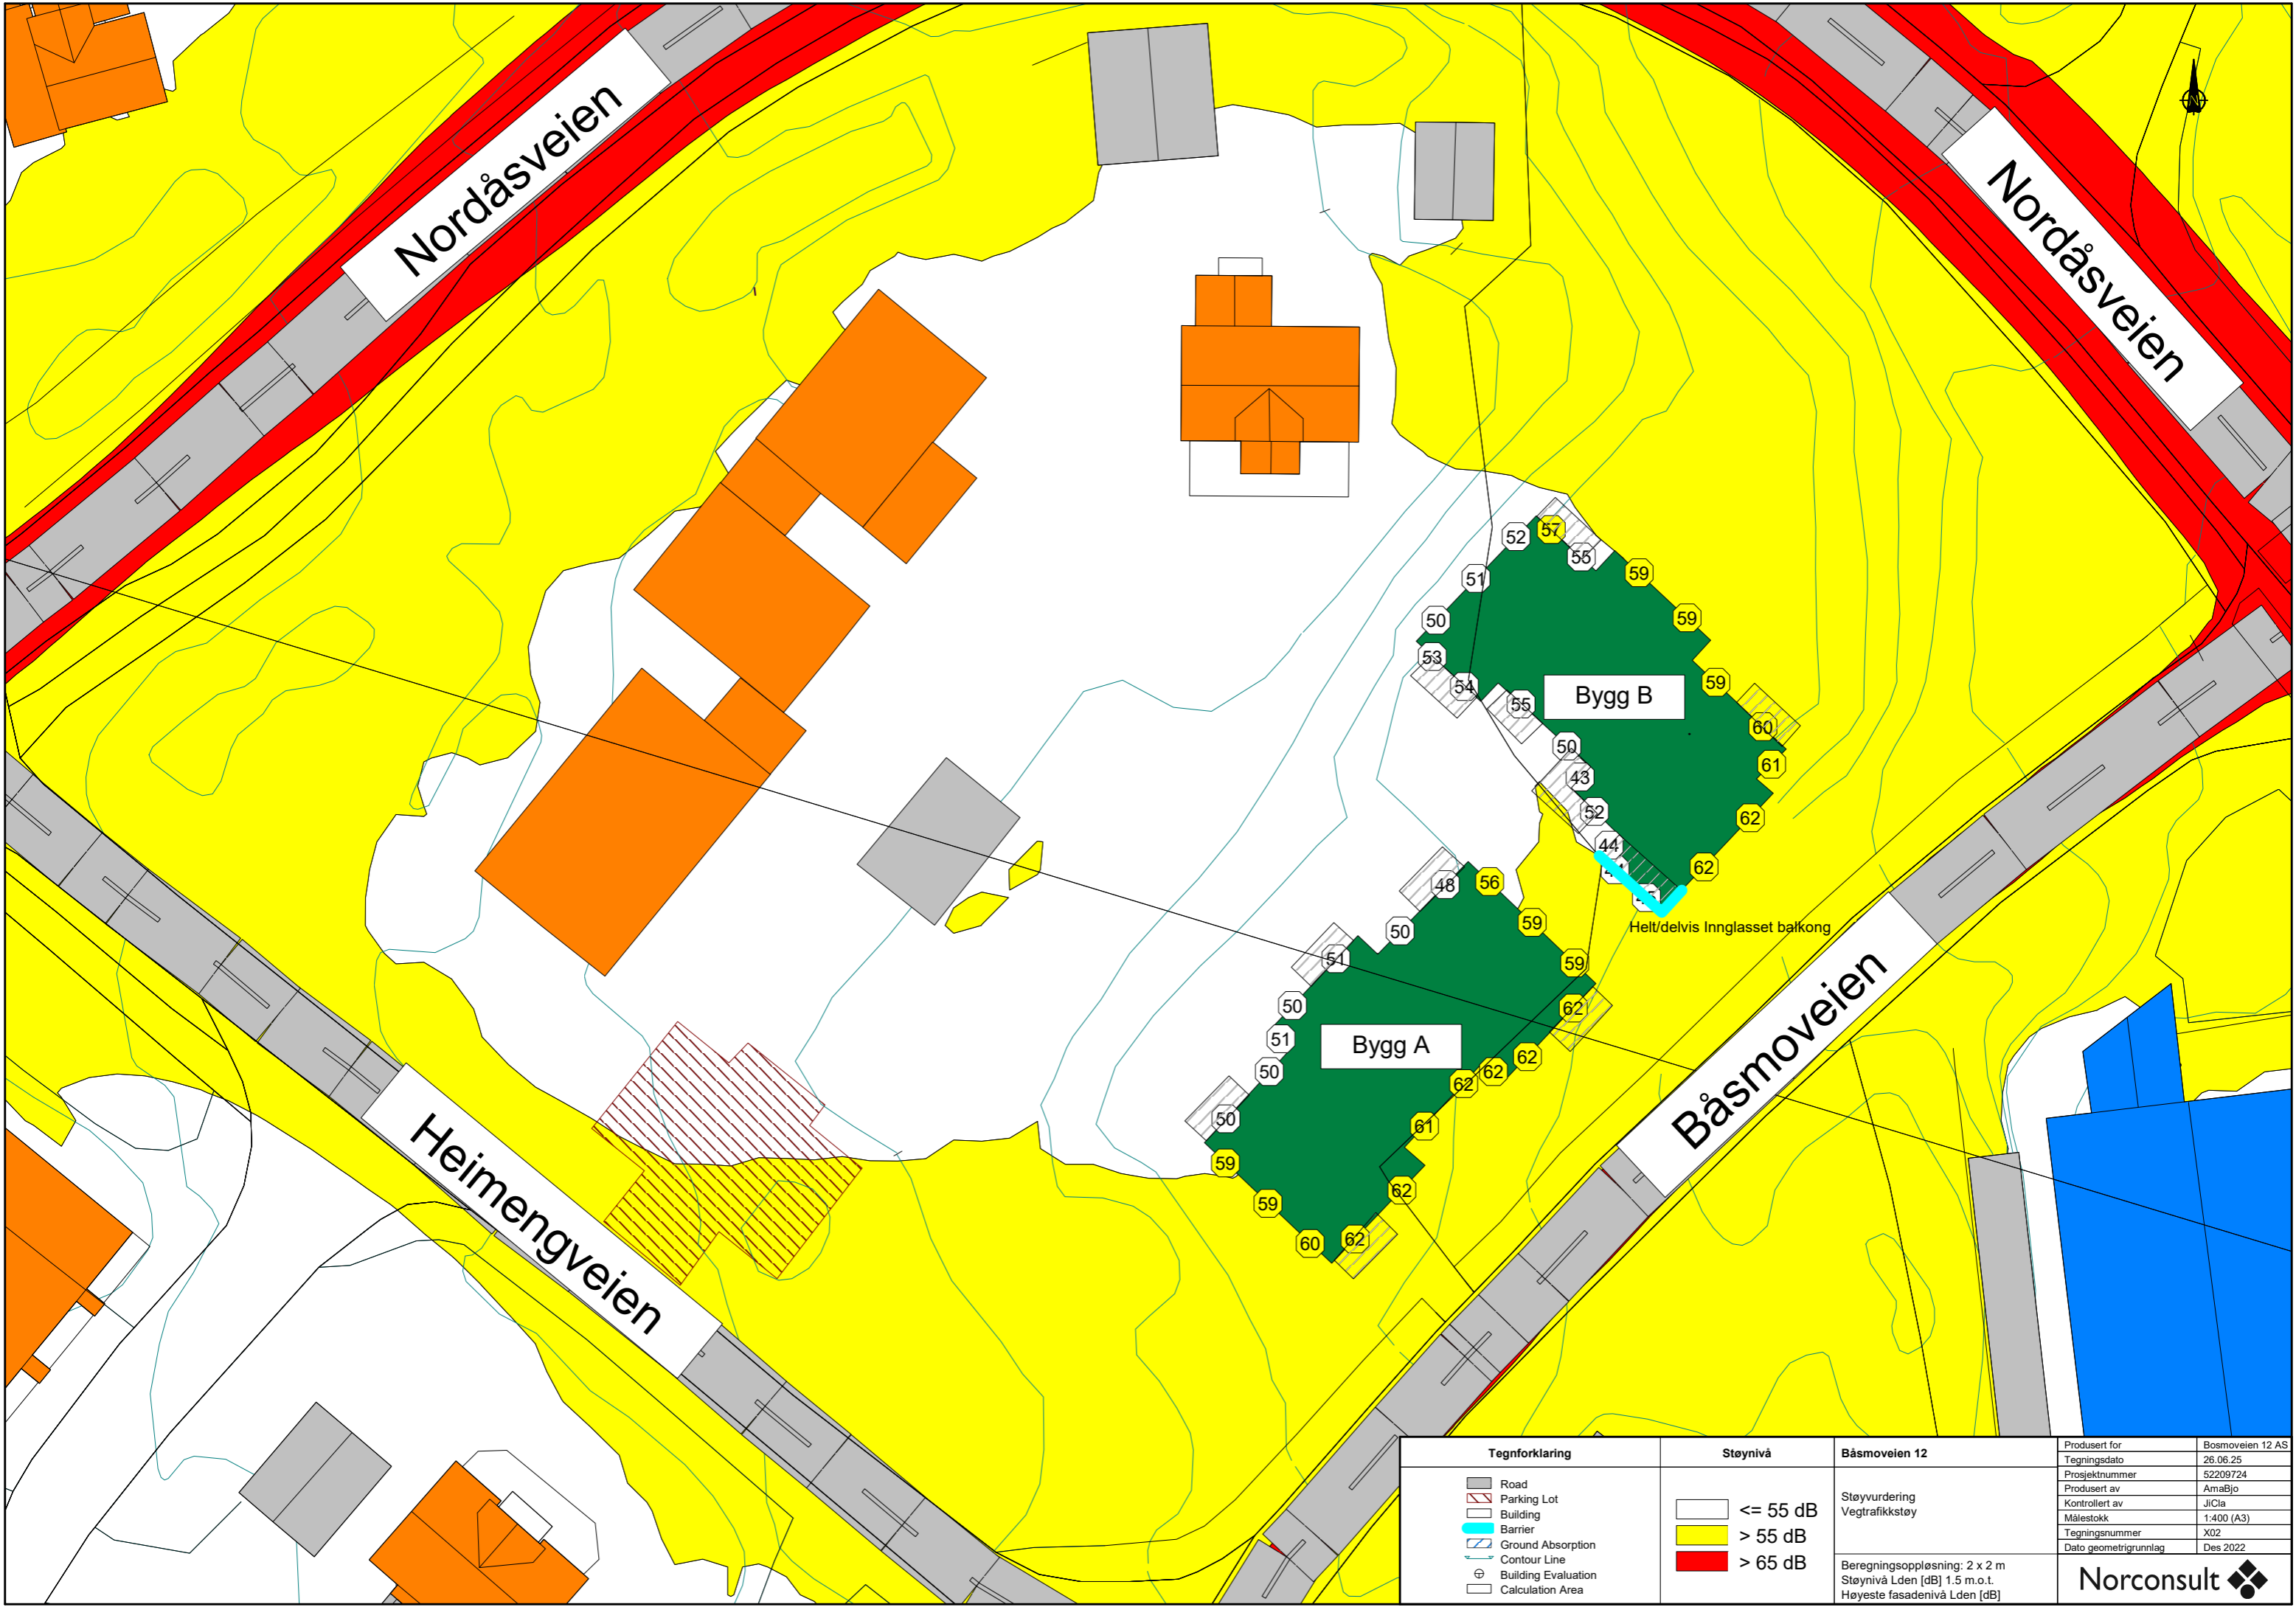 Nordåsveien
Nordåsveien
N
52
57
55
59
51
59
50
53
54
59
55
60
Bygg B
50
61
43
52
62
44
62
48
56
Helt/delvis Innglasset balkong
50
59
51
59
50
62
51
Bygg A
62
50
62
62
50
61
59
62
59
60
62
Båsmoveien
Heimengveien
Tegnforklaring
Road
Parking Lot
Building
Barrier
Ground Absorption
Contour Line
Building Evaluation
Calculation Area
Støynivå
<= 55 dB
> 55 dB
> 65 dB
Båsmoveien 12
Støyvurdering
Vegtrafikkstøy
Beregningsoppløsning: 2 x 2 m
Støynivå Lden [dB] 1.5 m.o.t.
Høyeste fasadenivå Lden [dB]
Produsert for Bosmoveien 12 AS
Tegningsdato 26.06.25
Prosjektnummer 52209724
Produsert av AmaBjo
Kontrollert av JiCla
Målestokk 1:400 (A3)
Tegningsnummer X02
Dato geometrigrunnlag Des 2022
Norconsult